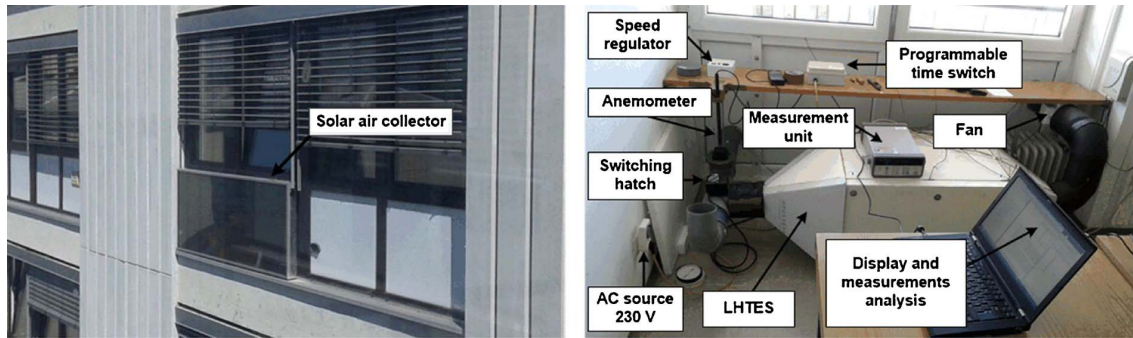 Solar air collector
Speed
regulator
Programmable
time switch
Anemometer
Measurement
unit
Fan
Switching
hatch
AC source
230 V
LHTES
Display and
measurements
analysis